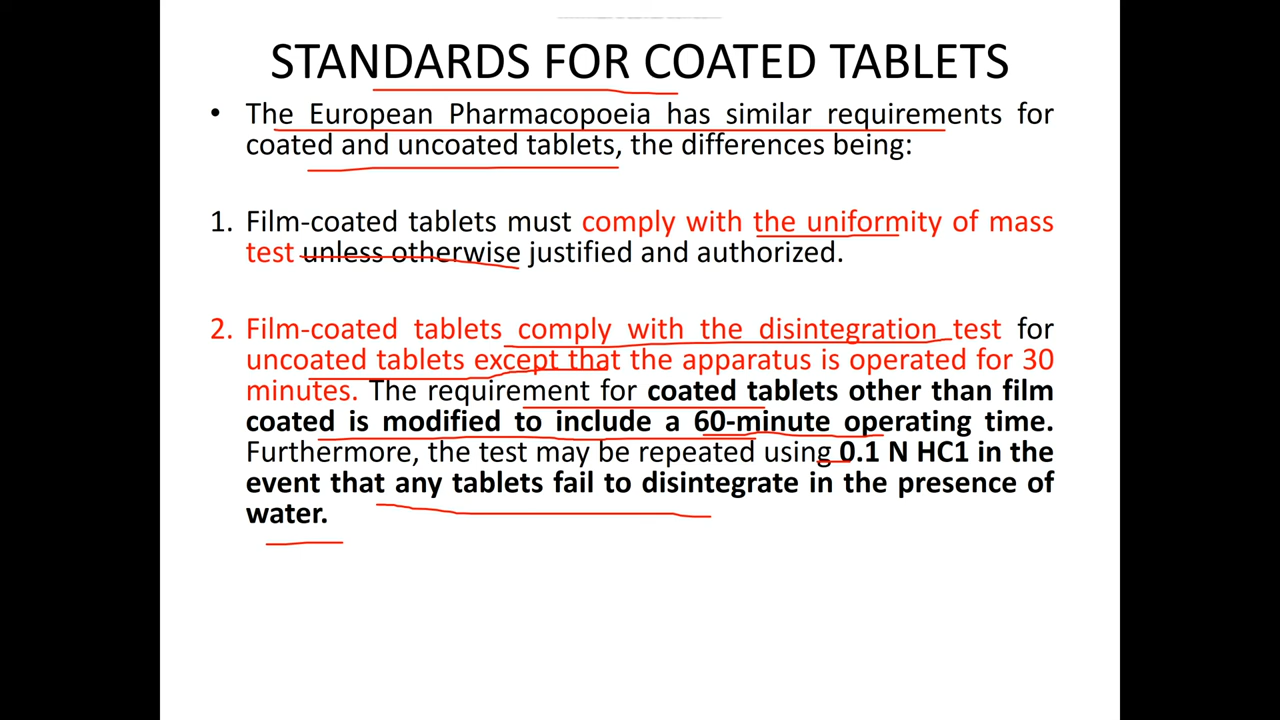 STANDARDS FOR COATED TABLETS
• The European Pharmacopoeia has similar requirements for
coated and uncoated tablets, the differences being:
1. Film-coated tablets must comply with the uniformity of mass
test unless otherwise justified and authorized.
2. Film-coated tablets comply with the disintegration test for
uncoated tablets except that the apparatus is operated for 30
minutes. The requirement for coated tablets other than film
coated is modified to include a 60-minute operating time.
Furthermore, the test may be repeated using 0.1 N HC1 in the
event that any tablets fail to disintegrate in the presence of
water.